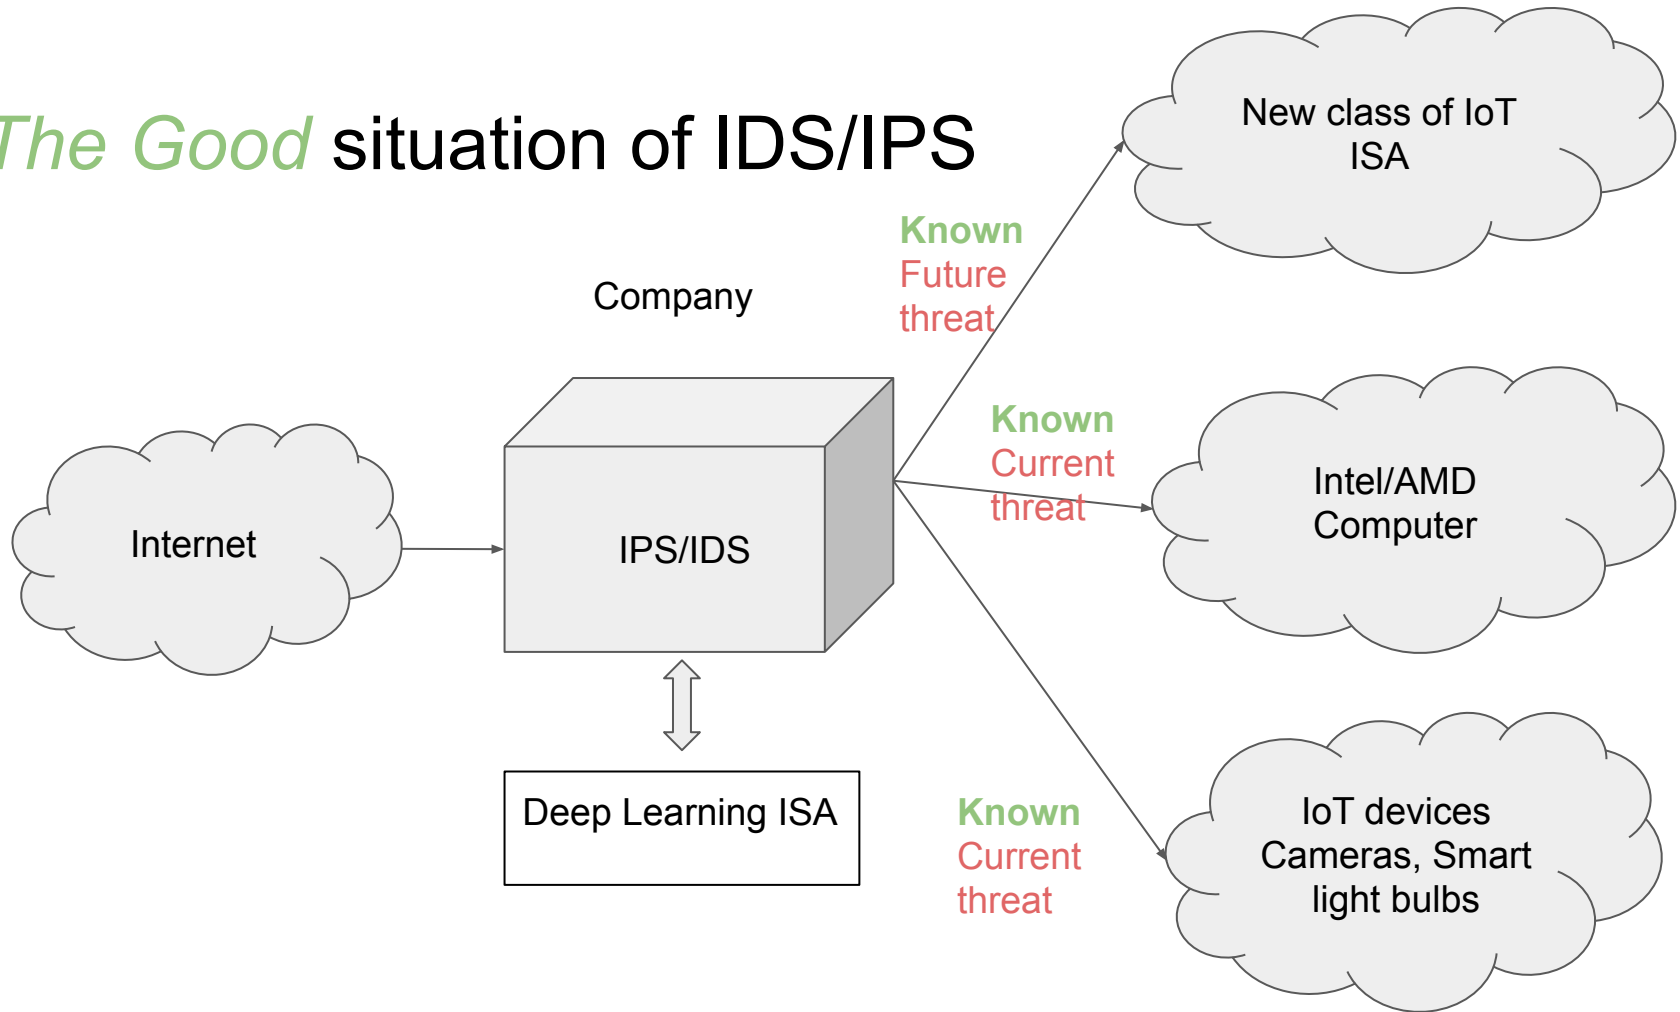 The Good situation of IDS/IPS
New class of IoT
ISA
Known
Future
threat
Company
Known
Current
threat
Intel/AMD
Computer
Internet
IPS/IDS
Deep Learning ISA
Known
Current
threat
IoT devices
Cameras, Smart
light bulbs